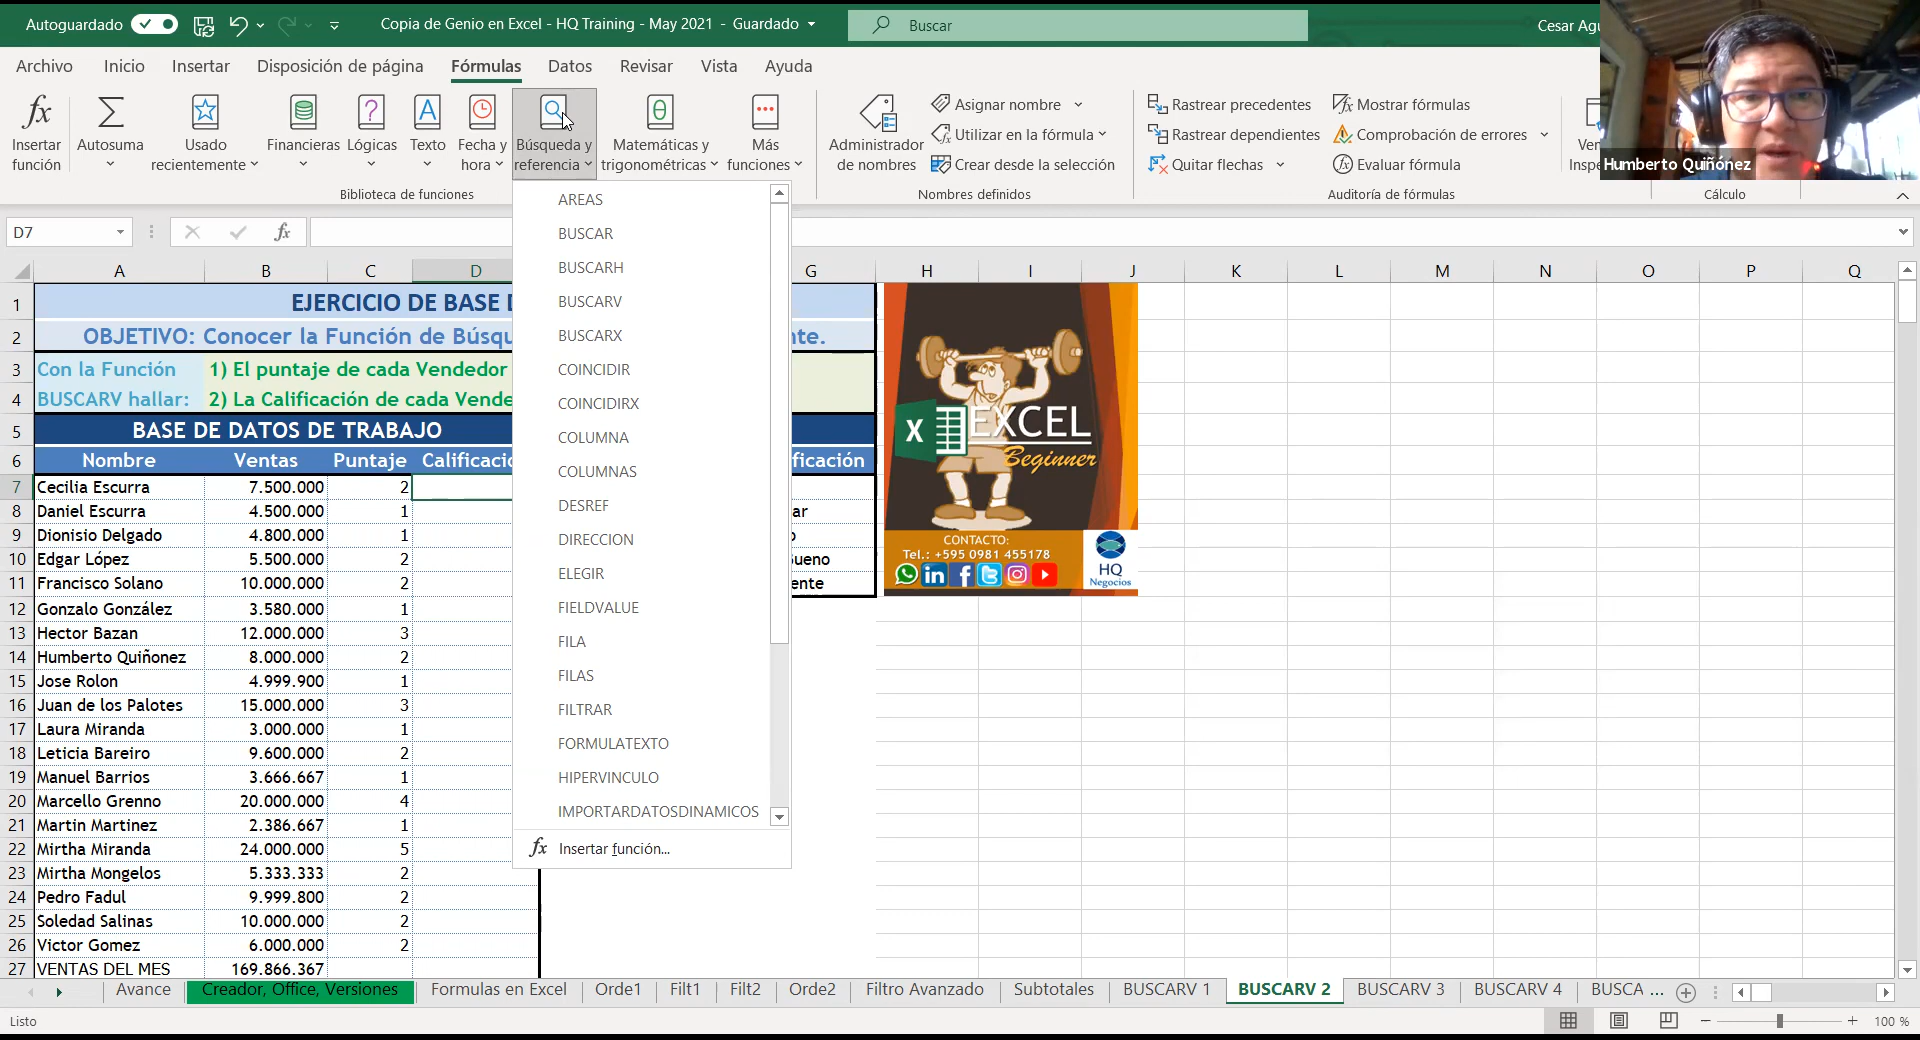 Autoguardado
Copia de Genio en Excel - HQ Training - May 2021 - Guardado
Buscar
Cesar
Archivo Inicio Insertar Disposición de página Fórmulas Datos Revisar Vista Ayuda
Insertar función
Autosuma
Usado recientemente
Financieras
Lógicas
Texto
Fecha y hora
Búsqueda y referencia
Matemáticas y trigonométricas
Más funciones
Administrador de nombres
Asignar nombre
Utilizar en la fórmula
Crear desde la selección
Rastrear precedentes
Rastrear dependientes
Quitar flechas
Mostrar fórmulas
Comprobación de errores
Evaluar fórmula
Humberto Quiñónez
Biblioteca de funciones
Nombres definidos
Auditoría de fórmulas
Cálculo
D7
fx
AREAS
BUSCAR
BUSCARH
BUSCARV
BUSCARX
COINCIDIR
COINCIDIRX
COLUMNA
COLUMNAS
DESREF
DIRECCION
ELEGIR
FIELDVALUE
FILA
FILAS
FILTRAR
FORMULATEXTO
HIPERVINCULO
IMPORTARDATOSDINAMICOS
fx Insertar función...
A B C D G H I J K L M N O P Q
1 EJERCICIO DE BASE
2 OBJETIVO: Conocer la Función de
3 Con la Función 1) El puntaje de cada Vendedor
4 BUSCARV hallar: 2) La Calificación de cada
5 BASE DE DATOS DE TRABAJO
6 Nombre Ventas Puntaje
7 Cecilia Escurra 7.500.000 2
8 Daniel Escurra 4.500.000 1
9 Dionisio Delgado 4.800.000 1
10 Edgar López 5.500.000 2
11 Francisco Solano 10.000.000 2
12 Gonzalo González 3.580.000 1
13 Hector Bazan 12.000.000 3
14 Humberto Quiñonez 8.000.000 2
15 Jose Rolon 4.999.900 1
16 Juan de los Palotes 15.000.000 3
17 Laura Miranda 3.000.000 1
18 Leticia Bareiro 9.600.000 2
19 Manuel Barrios 3.666.667 1
20 Marcello Grenno 20.000.000 4
21 Martin Martinez 2.386.667 1
22 Mirtha Miranda 24.000.000 5
23 Mirtha Mongelos 5.333.333 2
24 Pedro Fadul 9.999.800 2
25 Soledad Salinas 10.000.000 2
26 Victor Gomez 6.000.000 2
27 VENTAS DEL MES 169.866.367
Bueno
X EXCEL
Beginner
CONTACTO:
Tel.: +595 0981 455178
HQ
Negocios
Avance Creador, Office, Versiones Formulas en Excel Orde1 Filt1 Filt2 Orde2 Filtro Avanzado Subtotales BUSCARV 1 BUSCARV 2 BUSCARV 3 BUSCARV 4 BUSCA ...
Listo
100 %